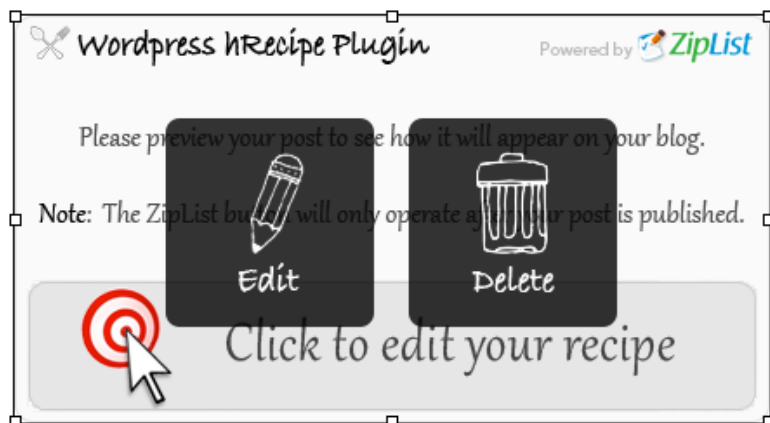 Wordpress hRecipe Plugin
Powered by ZipList
Please preview your post to see how it will appear on your blog.
Note: The ZipList button will only operate after your post is published.
Edit
Delete
Click to edit your recipe